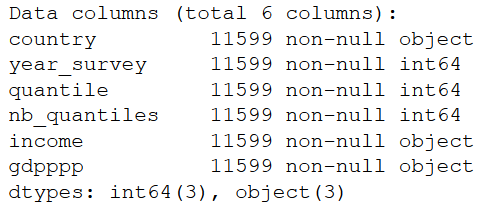 Data columns (total 6 columns):
country 11599 non-null object
year_survey 11599 non-null int64
quantile 11599 non-null int64
nb_quantiles 11599 non-null int64
income 11599 non-null object
gdpppp 11599 non-null object
dtypes: int64(3), object(3)